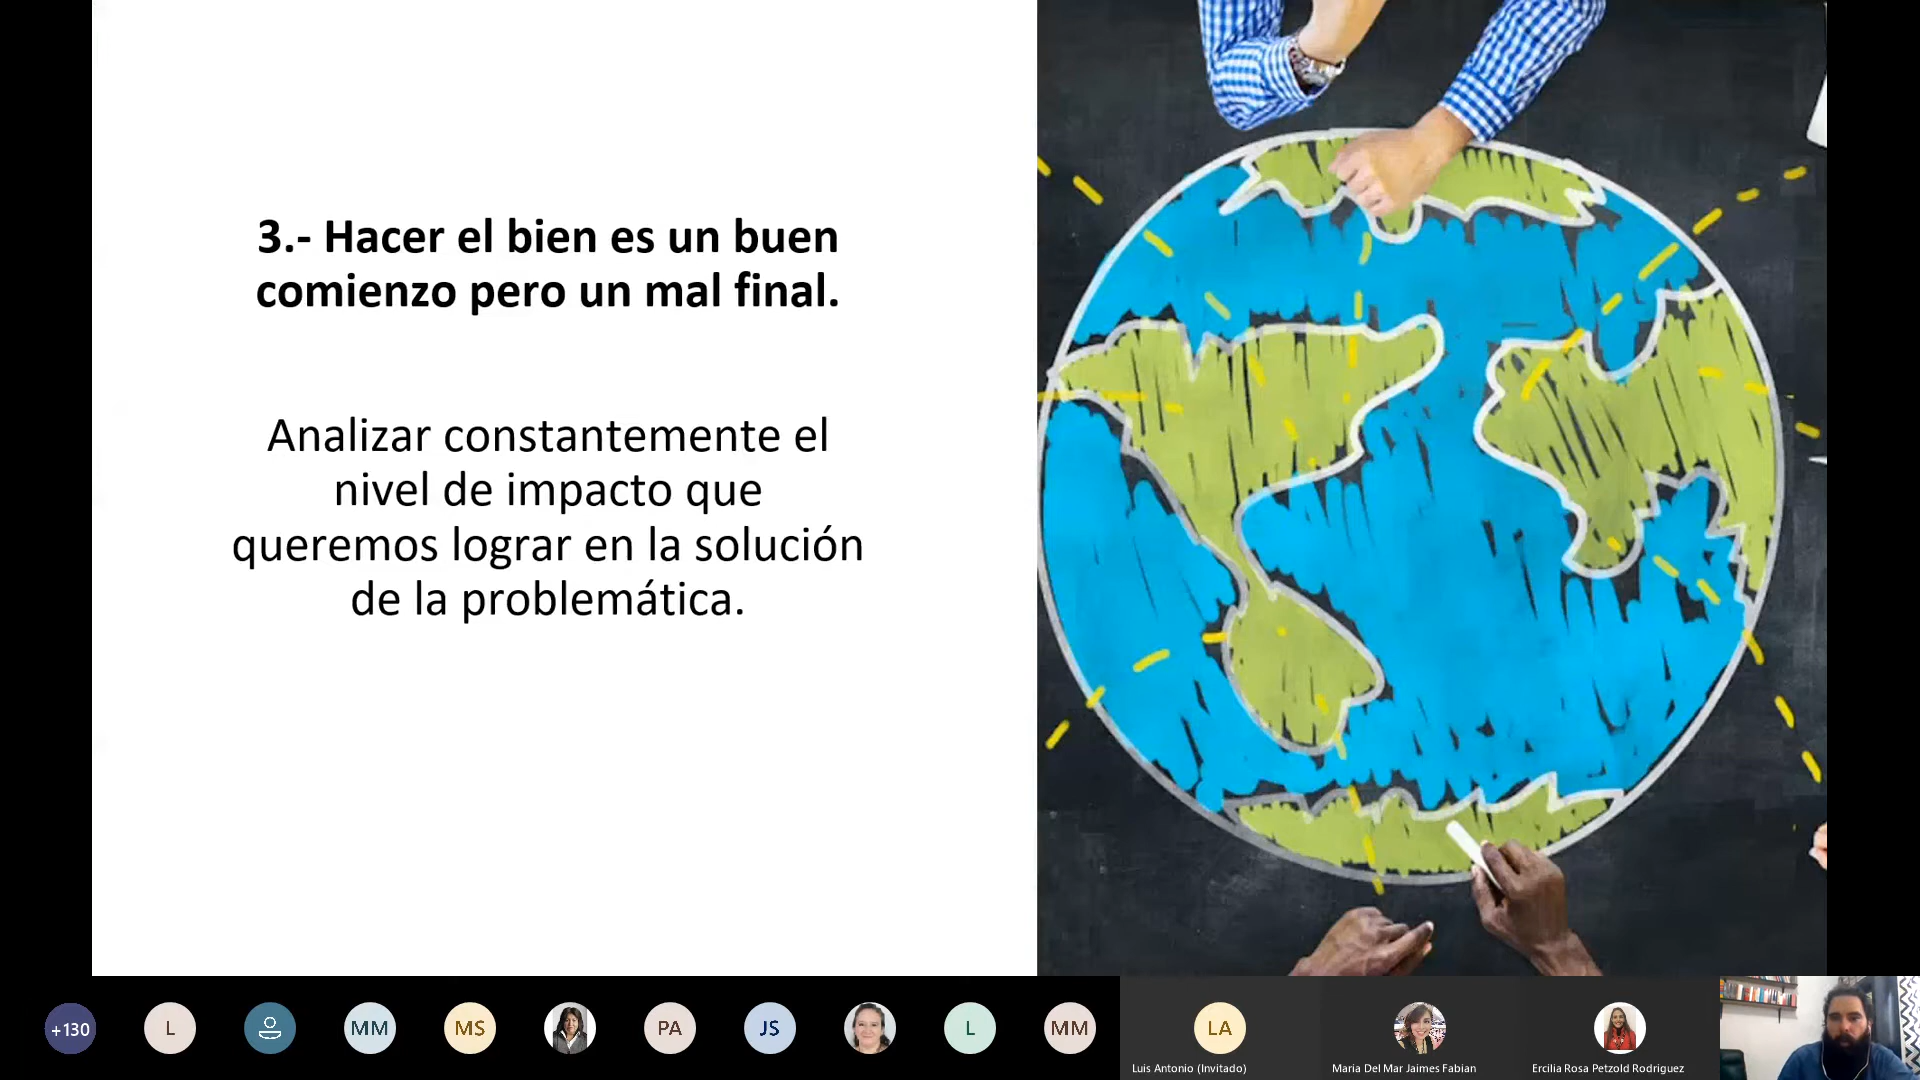 3.- Hacer el bien es un buen
comienzo pero un mal final.
Analizar constantemente el
nivel de impacto que
queremos lograr en la solución
de la problemática.
+130
L
MM
MS
PA
JS
L
MM
LA
Luis Antonio (Invitado)
Maria Del Mar Jaimes Fabian
Ercilia Rosa Petzold Rodriguez